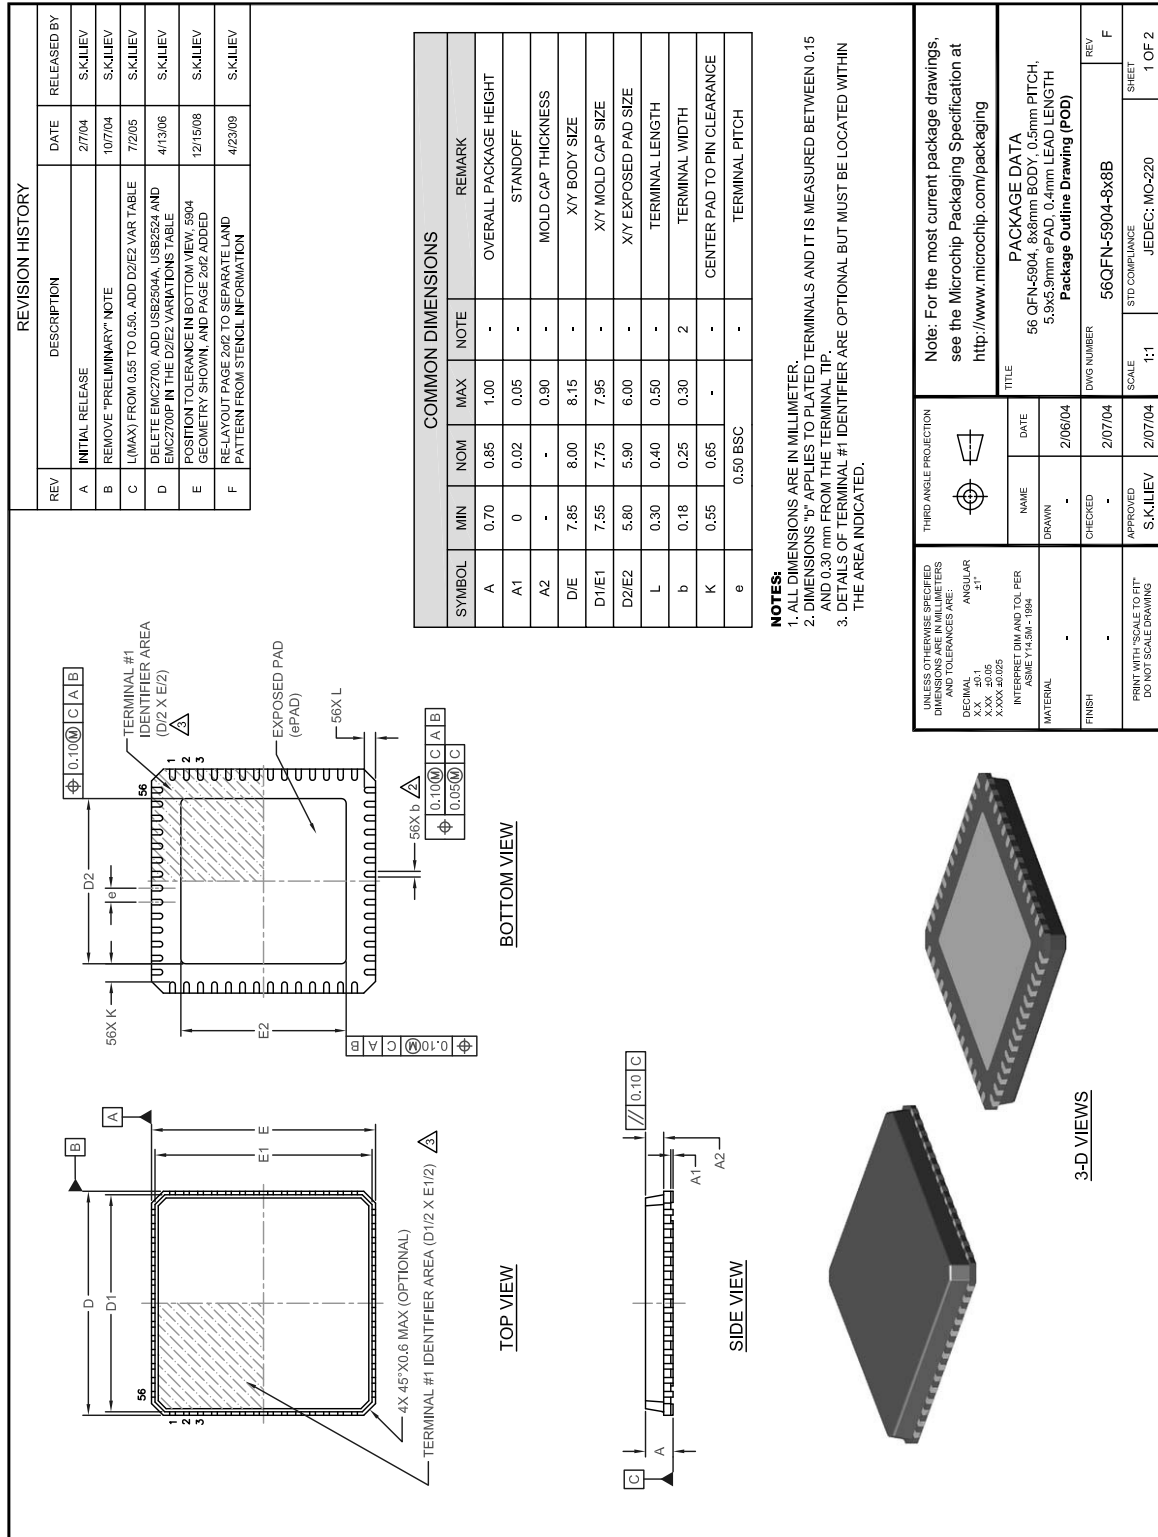 REVISION HISTORY
REV DESCRIPTION DATE RELEASED BY
A INITIAL RELEASE 2/7/04 S.K.ILIEV
B REMOVE "PRELIMINARY" NOTE 10/7/04 S.K.ILIEV
C L(MAX) FROM 0.55 TO 0.50. ADD D2/E2 VAR TABLE 7/2/05 S.K.ILIEV
D DELETE EMC2700, ADD USB2504A, USB2524 AND
EMC2700P IN THE D2/E2 VARIATIONS TABLE 4/13/06 S.K.ILIEV
E POSITION TOLERANCE IN BOTTOM VIEW, 5904
GEOMETRY SHOWN, AND PAGE 2of2 ADDED 12/15/08 S.K.ILIEV
F RE-LAYOUT PAGE 2of2 TO SEPARATE LAND
PATTERN FROM STENCIL INFORMATION 4/23/09 S.K.ILIEV
D
D1
B
A
E
E1
56
1
2
3
4X 45°X0.6 MAX (OPTIONAL)
TERMINAL #1 IDENTIFIER AREA (D1/2 X E1/2) 3
TOP VIEW
56X K
e
D2
⌖ 0.10Ⓜ C A B
TERMINAL #1
IDENTIFIER AREA
(D/2 X E/2)
3
56
1
2
3
EXPOSED PAD
(ePAD)
E2
⌖ 0.10Ⓜ C A B
56X L
56X b 2
⌖ 0.10Ⓜ C A B
0.05Ⓜ C
BOTTOM VIEW
C
A
// 0.10 C
A1
A2
SIDE VIEW
3-D VIEWS
COMMON DIMENSIONS
SYMBOL MIN NOM MAX NOTE REMARK
A 0.70 0.85 1.00 - OVERALL PACKAGE HEIGHT
A1 0 0.02 0.05 - STANDOFF
A2 - - 0.90 - MOLD CAP THICKNESS
D/E 7.85 8.00 8.15 - X/Y BODY SIZE
D1/E1 7.55 7.75 7.95 - X/Y MOLD CAP SIZE
D2/E2 5.80 5.90 6.00 - X/Y EXPOSED PAD SIZE
L 0.30 0.40 0.50 - TERMINAL LENGTH
b 0.18 0.25 0.30 2 TERMINAL WIDTH
K 0.55 0.65 - - CENTER PAD TO PIN CLEARANCE
e 0.50 BSC - TERMINAL PITCH
NOTES:
1. ALL DIMENSIONS ARE IN MILLIMETER.
2. DIMENSIONS "b" APPLIES TO PLATED TERMINALS AND IT IS MEASURED BETWEEN 0.15
AND 0.30 mm FROM THE TERMINAL TIP.
3. DETAILS OF TERMINAL #1 IDENTIFIER ARE OPTIONAL BUT MUST BE LOCATED WITHIN
THE AREA INDICATED.
UNLESS OTHERWISE SPECIFIED
DIMENSIONS ARE IN MILLIMETERS
AND TOLERANCES ARE:
DECIMAL ANGULAR
X.X ±0.1 ±1°
X.XX ±0.05
X.XXX ±0.025
INTERPRET DIM AND TOL PER
ASME Y14.5M - 1994
MATERIAL
-
FINISH
-
PRINT WITH "SCALE TO FIT"
DO NOT SCALE DRAWING
THIRD ANGLE PROJECTION
NAME DATE
DRAWN
- 2/06/04
CHECKED
- 2/07/04
APPROVED
S.K.ILIEV 2/07/04
Note: For the most current package drawings,
see the Microchip Packaging Specification at
http://www.microchip.com/packaging
TITLE
PACKAGE DATA
56 QFN-5904, 8x8mm BODY, 0.5mm PITCH,
5.9x5.9mm ePAD, 0.4mm LEAD LENGTH
Package Outline Drawing (POD)
DWG NUMBER
56QFN-5904-8x8B
REV
F
SCALE
1:1
STD COMPLIANCE
JEDEC: MO-220
SHEET
1 OF 2